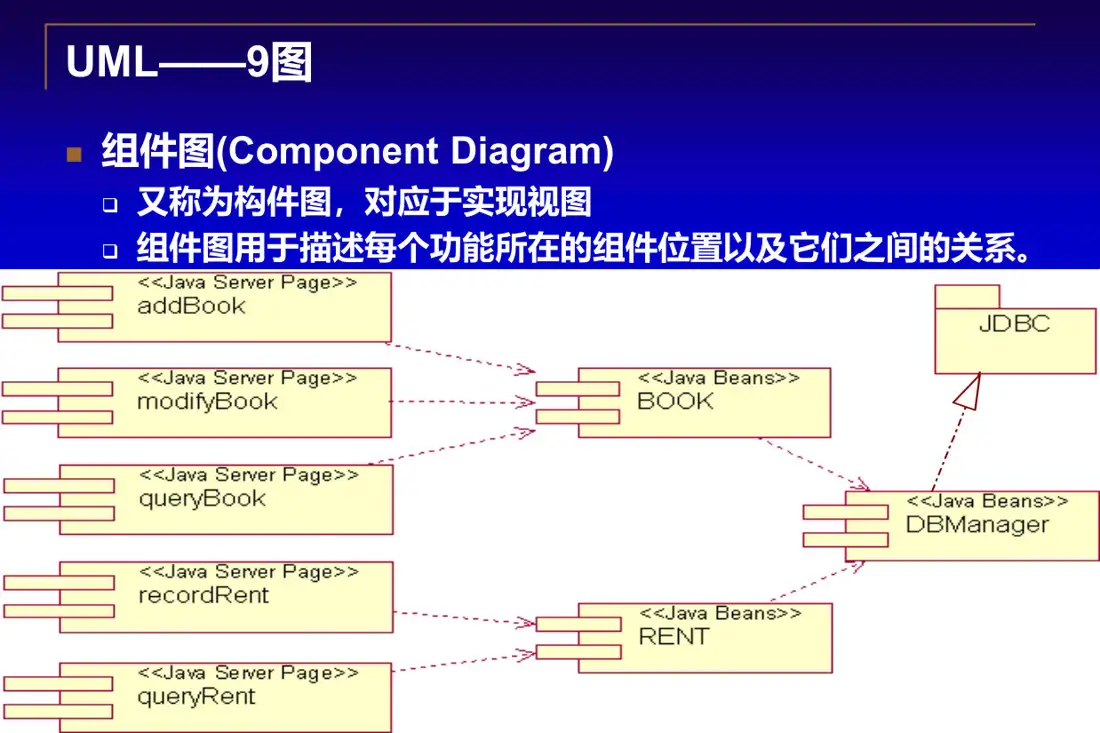 UML——9图
组件图(Component Diagram)
又称为构件图，对应于实现视图
组件图用于描述每个功能所在的组件位置以及它们之间的关系。
<<Java Server Page>>
addBook
JDBC
<<Java Server Page>>
modifyBook
<<Java Beans>>
BOOK
<<Java Server Page>>
queryBook
<<Java Beans>>
DBManager
<<Java Server Page>>
recordRent
<<Java Beans>>
RENT
<<Java Server Page>>
queryRent